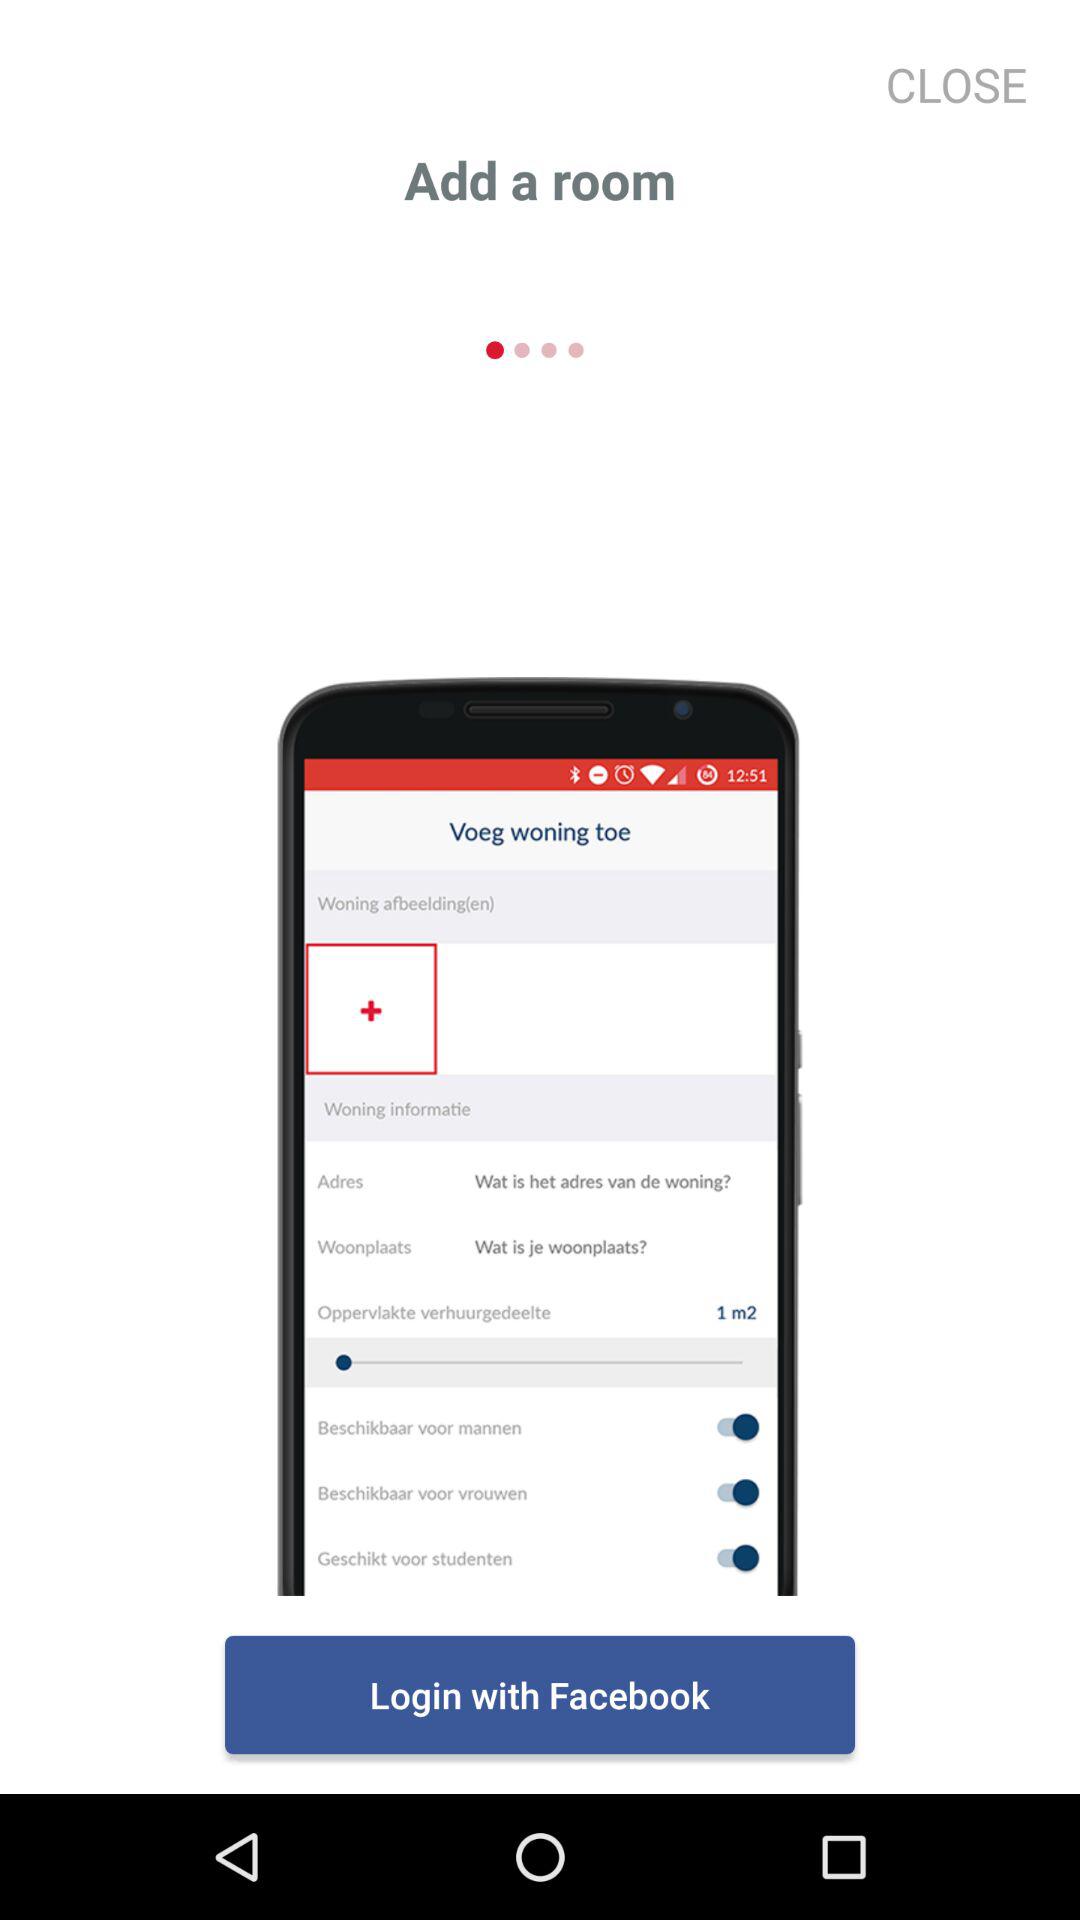 CLOSE
Add a room
84 12:51
Voeg woning toe
Woning afbeelding(en)
Woning informatie
Adres Wat is het adres van de woning?
Woonplaats Wat is je woonplaats?
Oppervlakte verhuurgedeelte 1 m2
Beschikbaar voor mannen
Beschikbaar voor vrouwen
Geschikt voor studenten
Login with Facebook